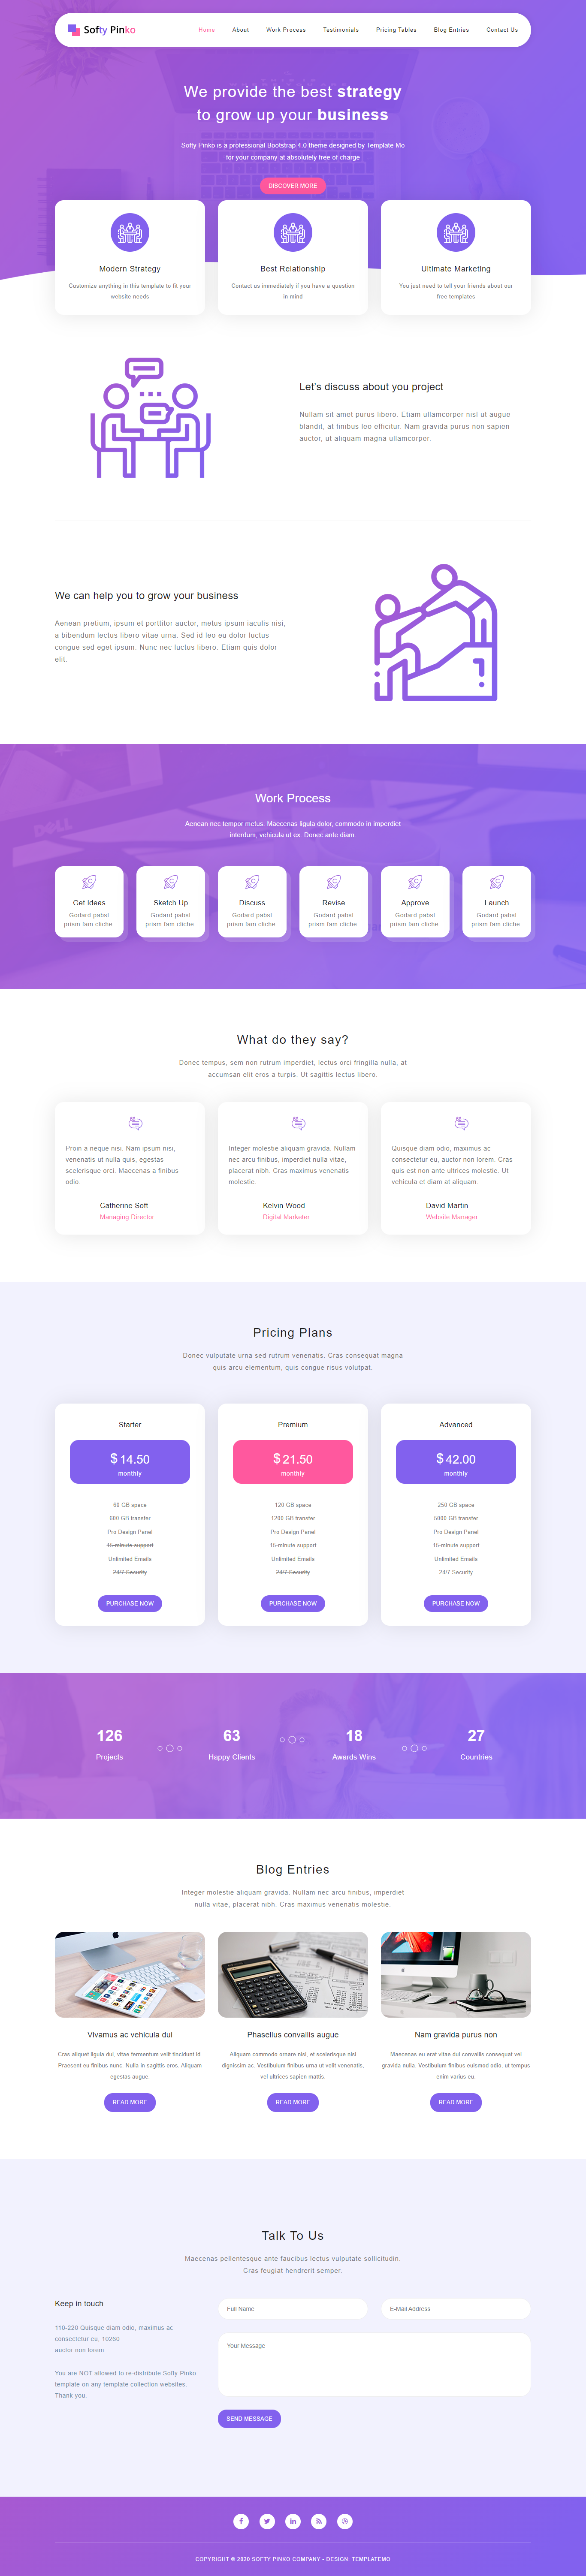 Softy Pinko
Home About Work Process Testimonials Pricing Tables Blog Entries Contact Us
We provide the best strategy
to grow up your business
Softy Pinko is a professional Bootstrap 4.0 theme designed by Template Mo
for your company at absolutely free of charge
DISCOVER MORE
Modern Strategy
Customize anything in this template to fit your
website needs
Best Relationship
Contact us immediately if you have a question
in mind
Ultimate Marketing
You just need to tell your friends about our
free templates
Let's discuss about you project
Nullam sit amet purus libero. Etiam ullamcorper nisl ut augue
blandit, at finibus leo efficitur. Nam gravida purus non sapien
auctor, ut aliquam magna ullamcorper.
We can help you to grow your business
Aenean pretium, ipsum et porttitor auctor, metus ipsum iaculis nisi,
a bibendum lectus libero vitae urna. Sed id leo eu dolor luctus
congue sed eget ipsum. Nunc nec luctus libero. Etiam quis dolor
elit.
DELL
Work Process
Aenean nec tempor metus. Maecenas ligula dolor, commodo in imperdiet
interdum, vehicula ut ex. Donec ante diam.
Get Ideas
Godard pabst
prism fam cliche.
Sketch Up
Godard pabst
prism fam cliche.
Discuss
Godard pabst
prism fam cliche.
Revise
Godard pabst
prism fam cliche.
Approve
Godard pabst
prism fam cliche.
Launch
Godard pabst
prism fam cliche.
What do they say?
Donec tempus, sem non rutrum imperdiet, lectus orci fringilla nulla, at
accumsan elit eros a turpis. Ut sagittis lectus libero.
Proin a neque nisi. Nam ipsum nisi,
venenatis ut nulla quis, egestas
scelerisque orci. Maecenas a finibus
odio.
Catherine Soft
Managing Director
Integer molestie aliquam gravida. Nullam
nec arcu finibus, imperdiet nulla vitae,
placerat nibh. Cras maximus venenatis
molestie.
Kelvin Wood
Digital Marketer
Quisque diam odio, maximus ac
consectetur eu, auctor non lorem. Cras
quis est non ante ultrices molestie. Ut
vehicula et diam at aliquam.
David Martin
Website Manager
Pricing Plans
Donec vulputate urna sed rutrum venenatis. Cras consequat magna
quis arcu elementum, quis congue risus volutpat.
Starter
$ 14.50
monthly
60 GB space
600 GB transfer
Pro Design Panel
15-minute support
Unlimited Emails
24/7 Security
PURCHASE NOW
Premium
$ 21.50
monthly
120 GB space
1200 GB transfer
Pro Design Panel
15-minute support
Unlimited Emails
24/7 Security
PURCHASE NOW
Advanced
$ 42.00
monthly
250 GB space
5000 GB transfer
Pro Design Panel
15-minute support
Unlimited Emails
24/7 Security
PURCHASE NOW
126
Projects
63
Happy Clients
18
Awards Wins
27
Countries
Blog Entries
Integer molestie aliquam gravida. Nullam nec arcu finibus, imperdiet
nulla vitae, placerat nibh. Cras maximus venenatis molestie.
Vivamus ac vehicula dui
Cras aliquet ligula dui, vitae fermentum velit tincidunt id.
Praesent eu finibus nunc. Nulla in sagittis eros. Aliquam
egestas augue.
READ MORE
Phasellus convallis augue
Aliquam commodo ornare nisl, et scelerisque nisl
dignissim ac. Vestibulum finibus urna ut velit venenatis,
vel ultrices sapien mattis.
READ MORE
Nam gravida purus non
Maecenas eu erat vitae dui convallis consequat vel
gravida nulla. Vestibulum finibus euismod odio, ut tempus
enim varius eu.
READ MORE
Talk To Us
Maecenas pellentesque ante faucibus lectus vulputate sollicitudin.
Cras feugiat hendrerit semper.
Keep in touch
110-220 Quisque diam odio, maximus ac
consectetur eu, 10260
auctor non lorem
You are NOT allowed to re-distribute Softy Pinko
template on any template collection websites.
Thank you.
Full Name
E-Mail Address
Your Message
SEND MESSAGE
COPYRIGHT © 2020 SOFTY PINKO COMPANY - DESIGN: TEMPLATEMO